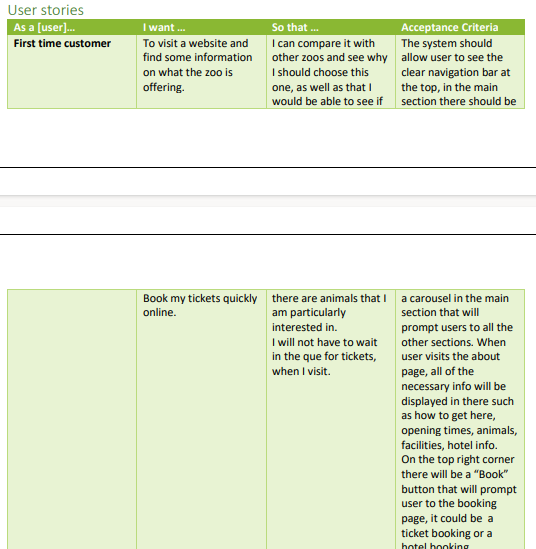 User stories
As a [user]... I want ... So that ... Acceptance Criteria
First time customer
To visit a website and
find some information
on what the zoo is
offering.
I can compare it with
other zoos and see why
I should choose this
one, as well as that I
would be able to see if
The system should
allow user to see the
clear navigation bar at
the top, in the main
section there should be
Book my tickets quickly
online.
there are animals that I
am particularly
interested in.
I will not have to wait
in the que for tickets,
when I visit.
a carousel in the main
section that will
prompt users to all the
other sections. When
user visits the about
page, all of the
necessary info will be
displayed in there such
as how to get here,
opening times, animals,
facilities, hotel info.
On the top right corner
there will be a “Book”
button that will prompt
user to the booking
page, it could be a
ticket booking or a
hotel booking